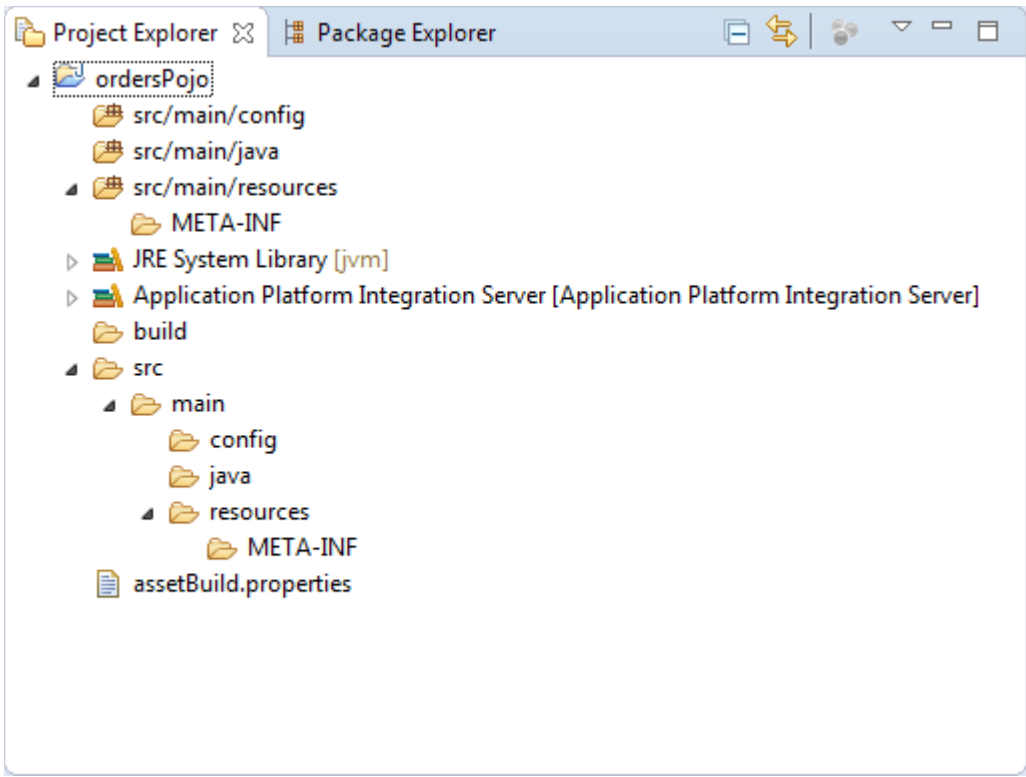 Project Explorer Package Explorer
ordersPojo
src/main/config
src/main/java
src/main/resources
META-INF
JRE System Library [jvm]
Application Platform Integration Server [Application Platform Integration Server]
build
src
main
config
java
resources
META-INF
assetBuild.properties